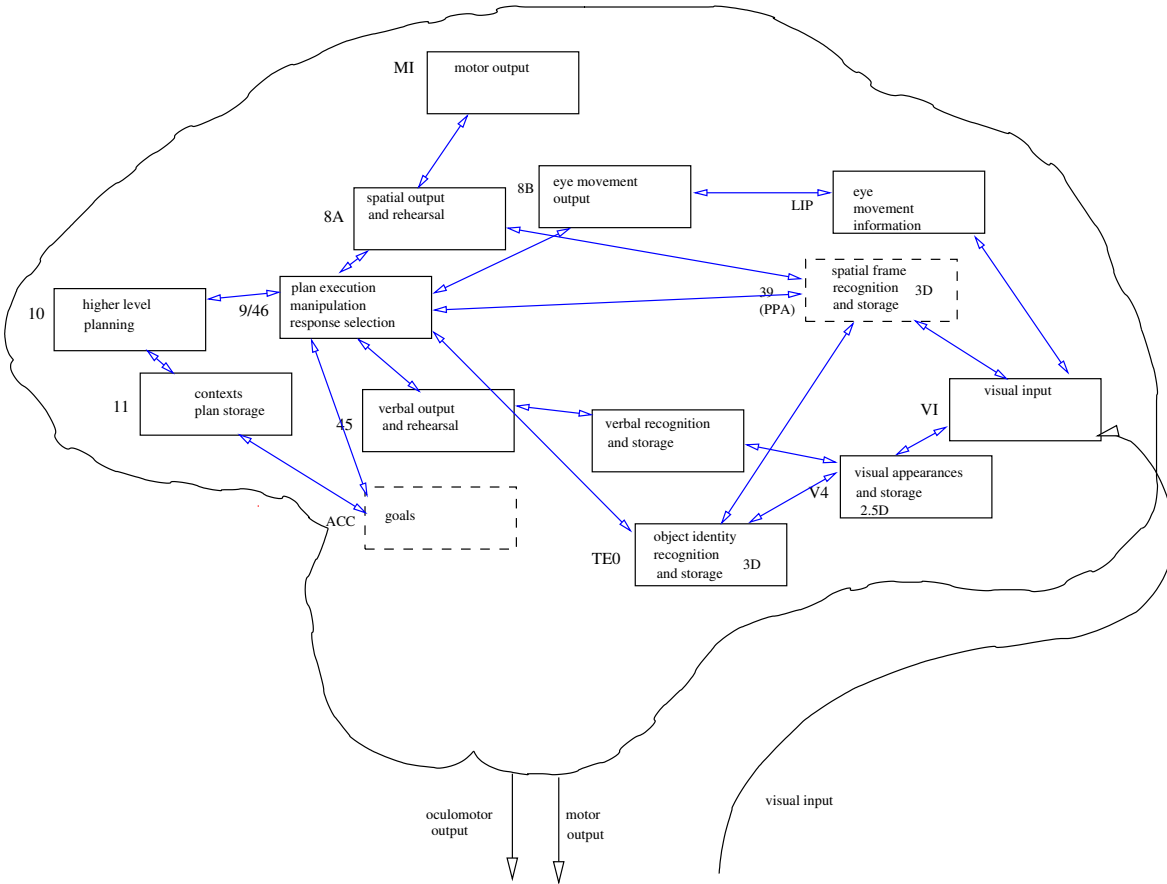 MI
motor output
8A
spatial output
and rehearsal
8B
eye movement
output
LIP
eye
movement
information
spatial frame
recognition
and storage 3D
39
(PPA)
10
higher level
planning
9/46
plan execution
manipulation
response selection
11
contexts
plan storage
45
verbal output
and rehearsal
verbal recognition
and storage
VI
visual input
V4
visual appearances
and storage
2.5D
ACC
goals
TE0
object identity
recognition
and storage 3D
oculomotor
output
motor
output
visual input